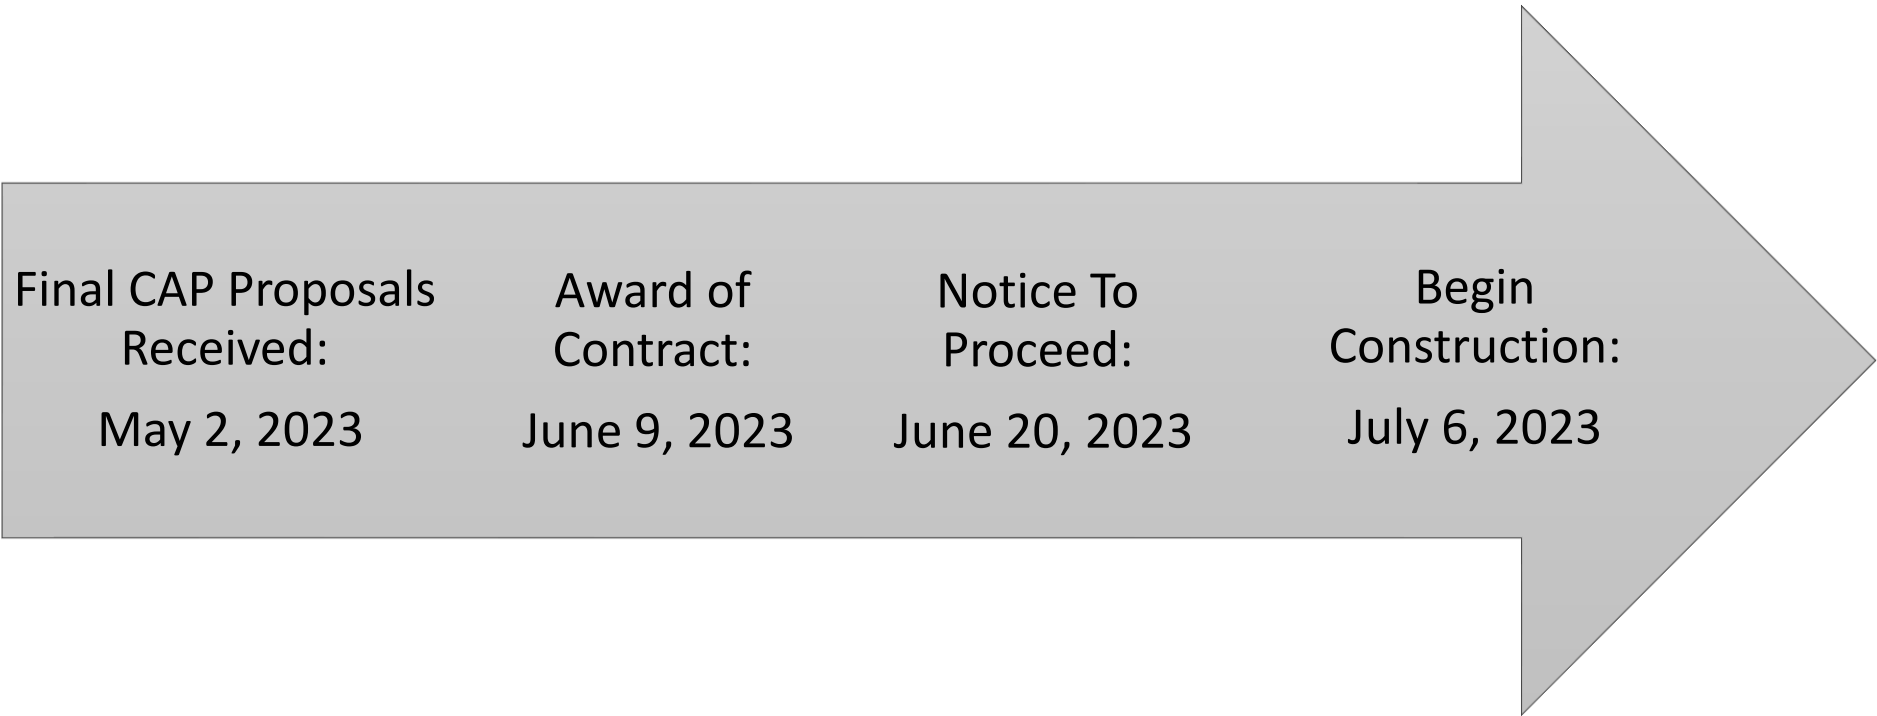 Final CAP Proposals
Received:
May 2, 2023
Award of
Contract:
June 9, 2023
Notice To
Proceed:
June 20, 2023
Begin
Construction:
July 6, 2023